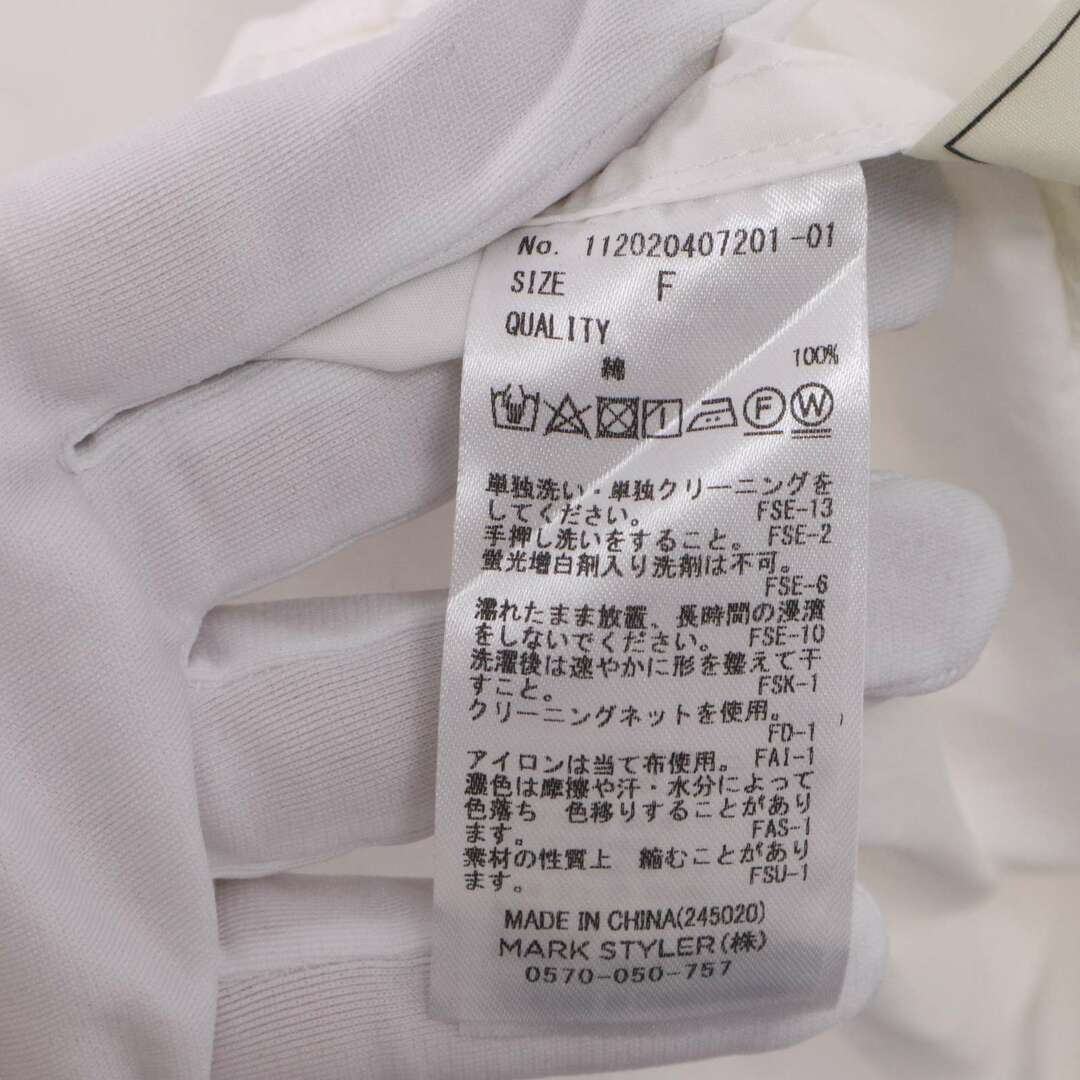 No. 112020407201-01
SIZE F
QUALITY
綿 100%
F W
単独洗い・単独クリーニングを
してください。 FSE-13
手押し洗いをすること。 FSE-2
蛍光増白剤入り洗剤は不可。
FSE-6
濡れたまま放置、長時間の浸漬
をしないでください。 FSE-10
洗濯後は速やかに形を整えて干
すこと。 FSK-1
クリーニングネットを使用。
FD-1
アイロンは当て布使用。 FAI-1
濃色は摩擦や汗・水分によって
色落ち 色移りすることがあり
ます。 FAS-1
素材の性質上 縮むことがあり
ます。 FSU-1
MADE IN CHINA(245020)
MARK STYLER(株)
0570-050-757